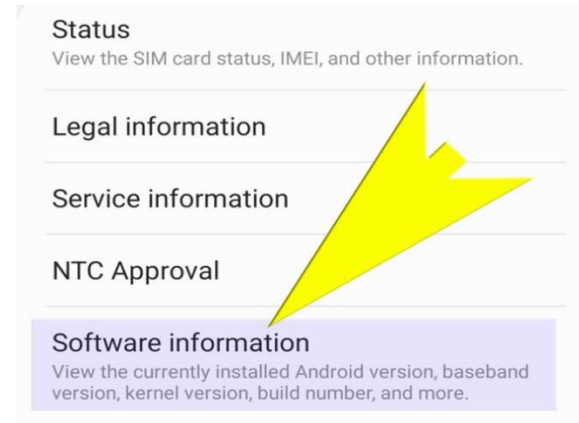 Status
View the SIM card status, IMEI, and other information.
Legal information
Service information
NTC Approval
Software information
View the currently installed Android version, baseband
version, kernel version, build number, and more.